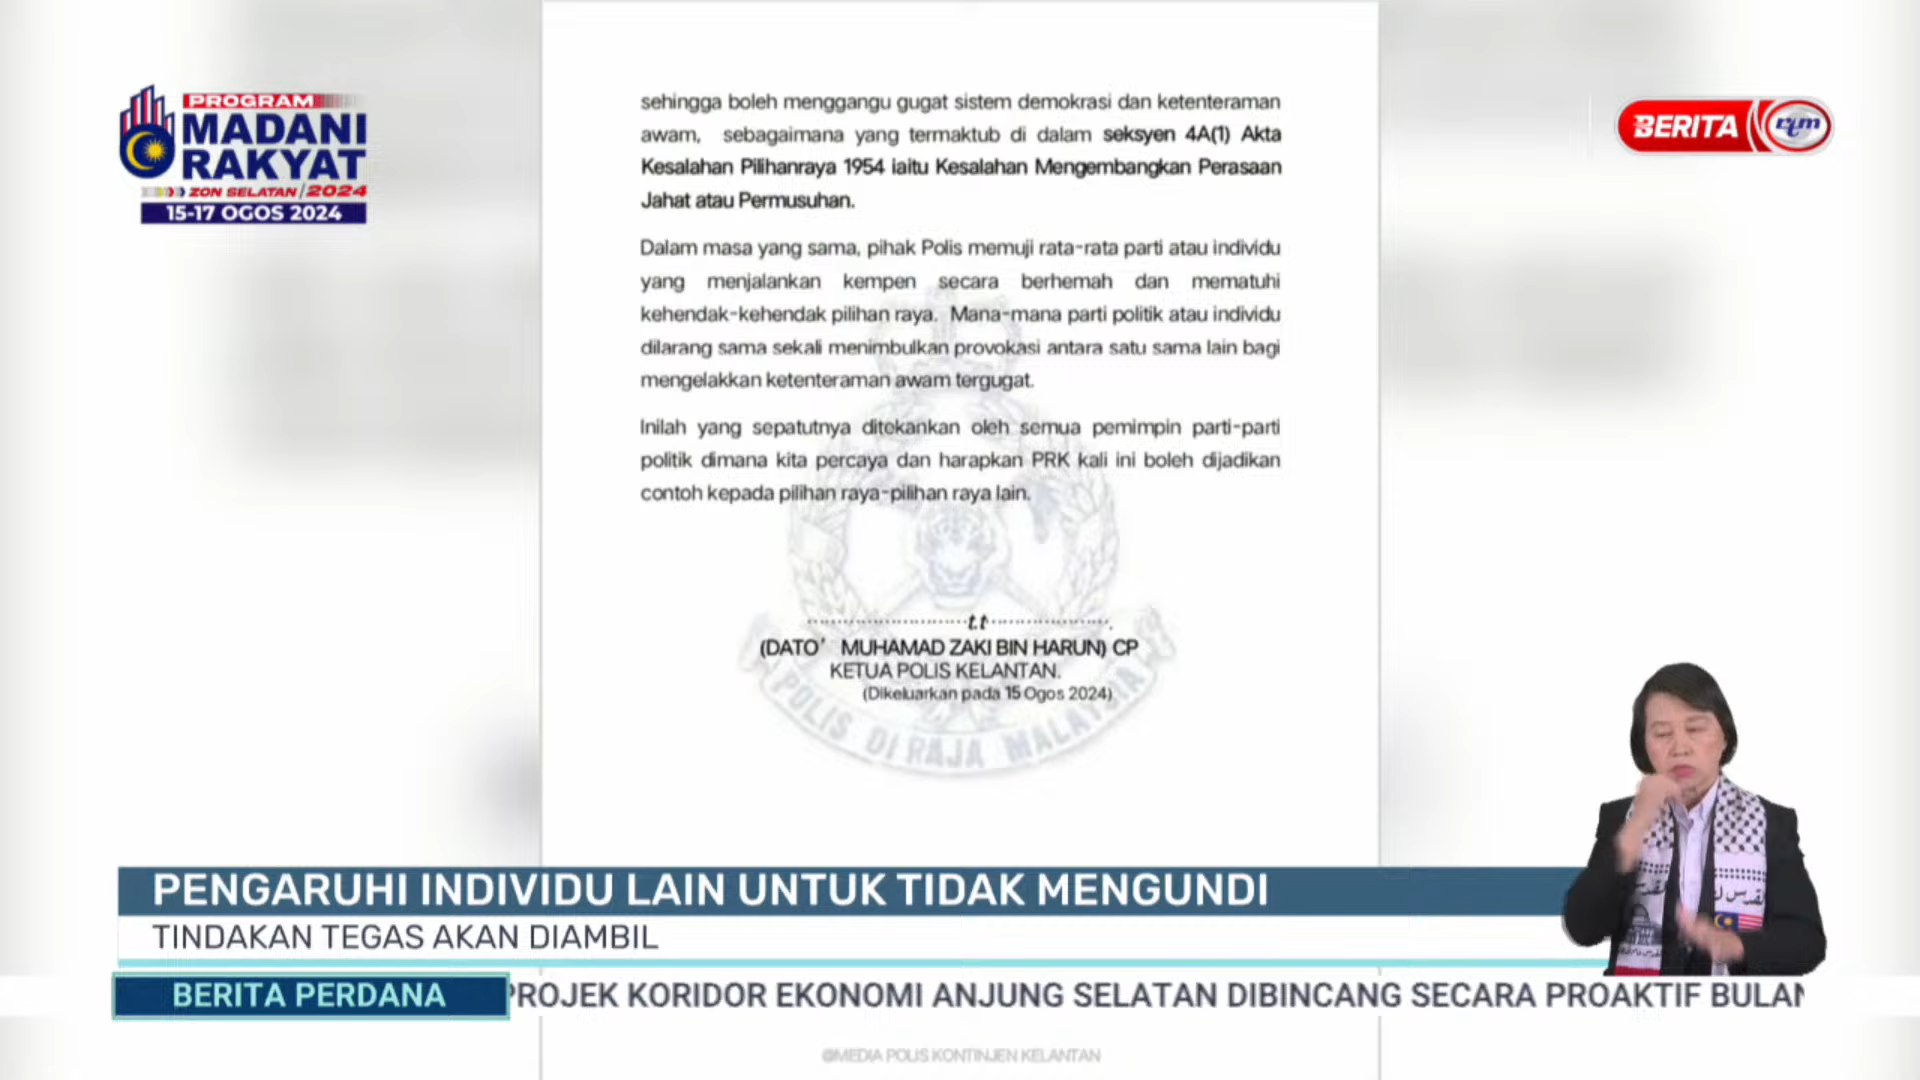 PROGRAM
MADANI
RAKYAT
ZON SELATAN/2024
15-17 OGOS 2024
BERITA rtm
sehingga boleh menggangu gugat sistem demokrasi dan ketenteraman
awam, sebagaimana yang termaktub di dalam seksyen 4A(1) Akta
Kesalahan Pilihanraya 1954 iaitu Kesalahan Mengembangkan Perasaan
Jahat atau Permusuhan.
Dalam masa yang sama, pihak Polis memuji rata-rata parti atau individu
yang menjalankan kempen secara berhemah dan mematuhi
kehendak-kehendak pilihan raya. Mana-mana parti politik atau individu
dilarang sama sekali menimbulkan provokasi antara satu sama lain bagi
mengelakkan ketenteraman awam tergugat.
Inilah yang sepatutnya ditekankan oleh semua pemimpin parti-parti
politik dimana kita percaya dan harapkan PRK kali ini boleh dijadikan
contoh kepada pilihan raya-pilihan raya lain.
t.t
(DATO' MUHAMAD ZAKI BIN HARUN) CP
KETUA POLIS KELANTAN.
(Dikeluarkan pada 15 Ogos 2024)
POLIS DI RAJA MALAYSIA
PENGARUHI INDIVIDU LAIN UNTUK TIDAK MENGUNDI
TINDAKAN TEGAS AKAN DIAMBIL
BERITA PERDANA
PROJEK KORIDOR EKONOMI ANJUNG SELATAN DIBINCANG SECARA PROAKTIF BULAN
@MEDIA POLIS KONTINJEN KELANTAN